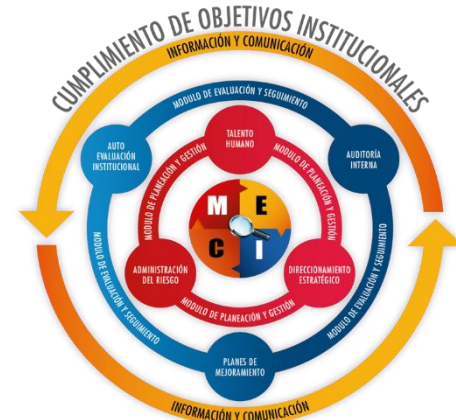 CUMPLIMIENTO DE OBJETIVOS INSTITUCIONALES
INFORMACIÓN Y COMUNICACIÓN
MODULO DE EVALUACIÓN Y SEGUIMIENTO
TALENTO
HUMANO
AUTO
EVALUACIÓN
INSTITUCIONAL
AUDITORÍA
INTERNA
MODULO DE PLANEACIÓN Y GESTIÓN
MODULO DE PLANEACIÓN Y GESTIÓN
M E
C I
ADMINISTRACIÓN
DEL RIESGO
DIRECCIONAMIENTO
ESTRATÉGICO
MODULO DE PLANEACIÓN Y GESTIÓN
MODULO DE EVALUACIÓN Y SEGUIMIENTO
MODULO DE EVALUACIÓN Y SEGUIMIENTO
PLANES DE
MEJORAMIENTO
INFORMACIÓN Y COMUNICACIÓN